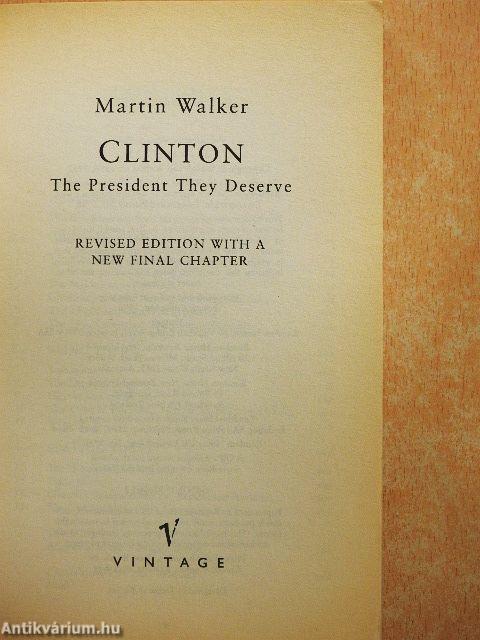 Martin Walker
CLINTON
The President They Deserve
REVISED EDITION WITH A
NEW FINAL CHAPTER
V
VINTAGE
Antikvárium.hu